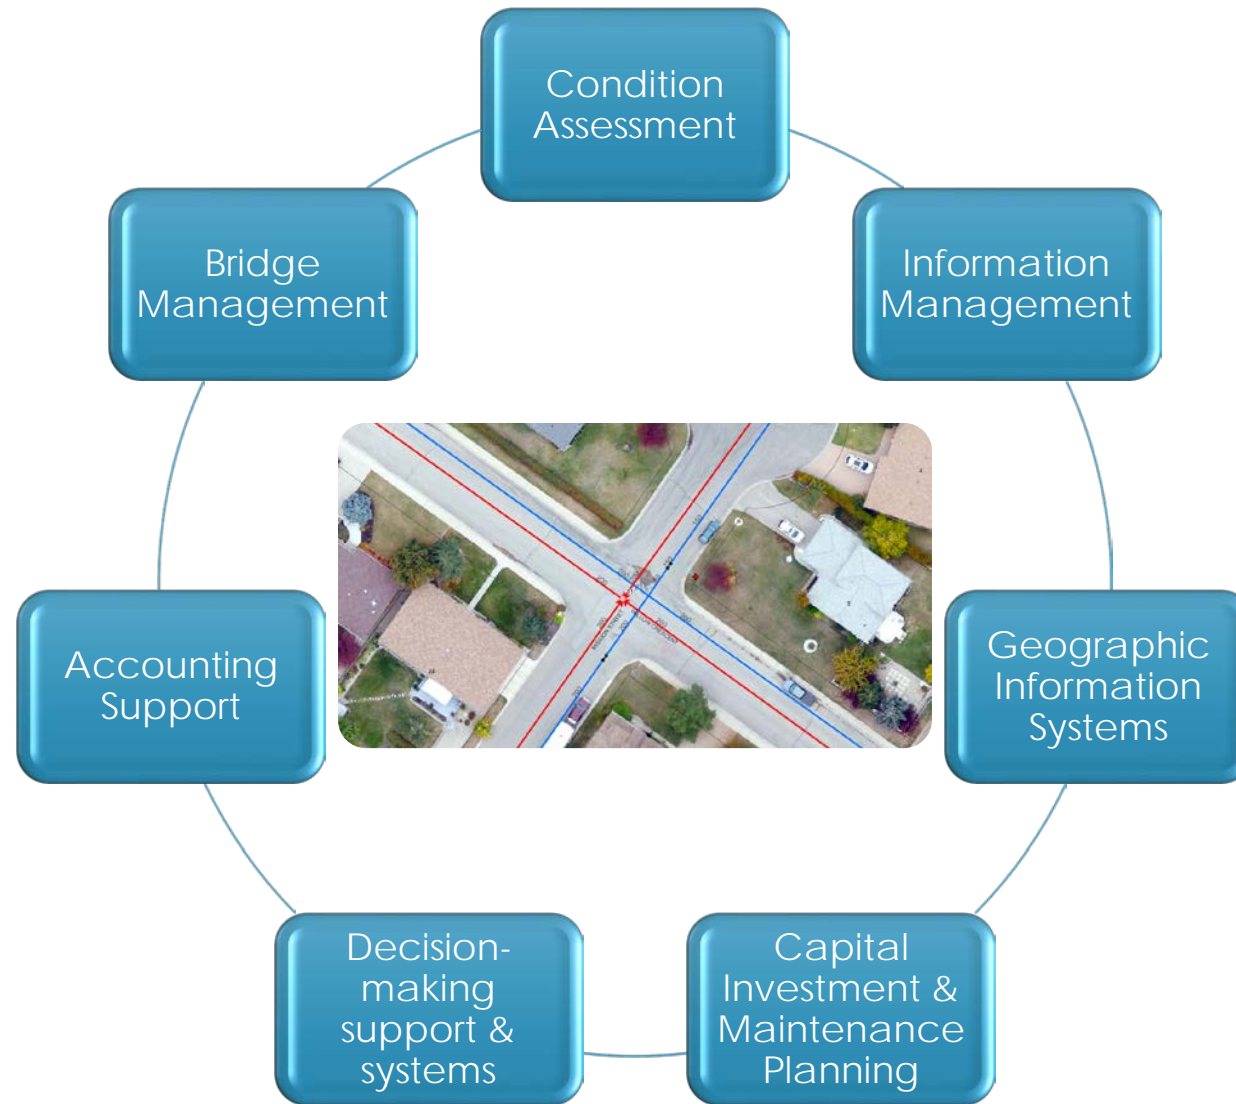 Condition
Assessment
Information
Management
Geographic
Information
Systems
Capital
Investment &
Maintenance
Planning
Decision-
making
support &
systems
Accounting
Support
Bridge
Management